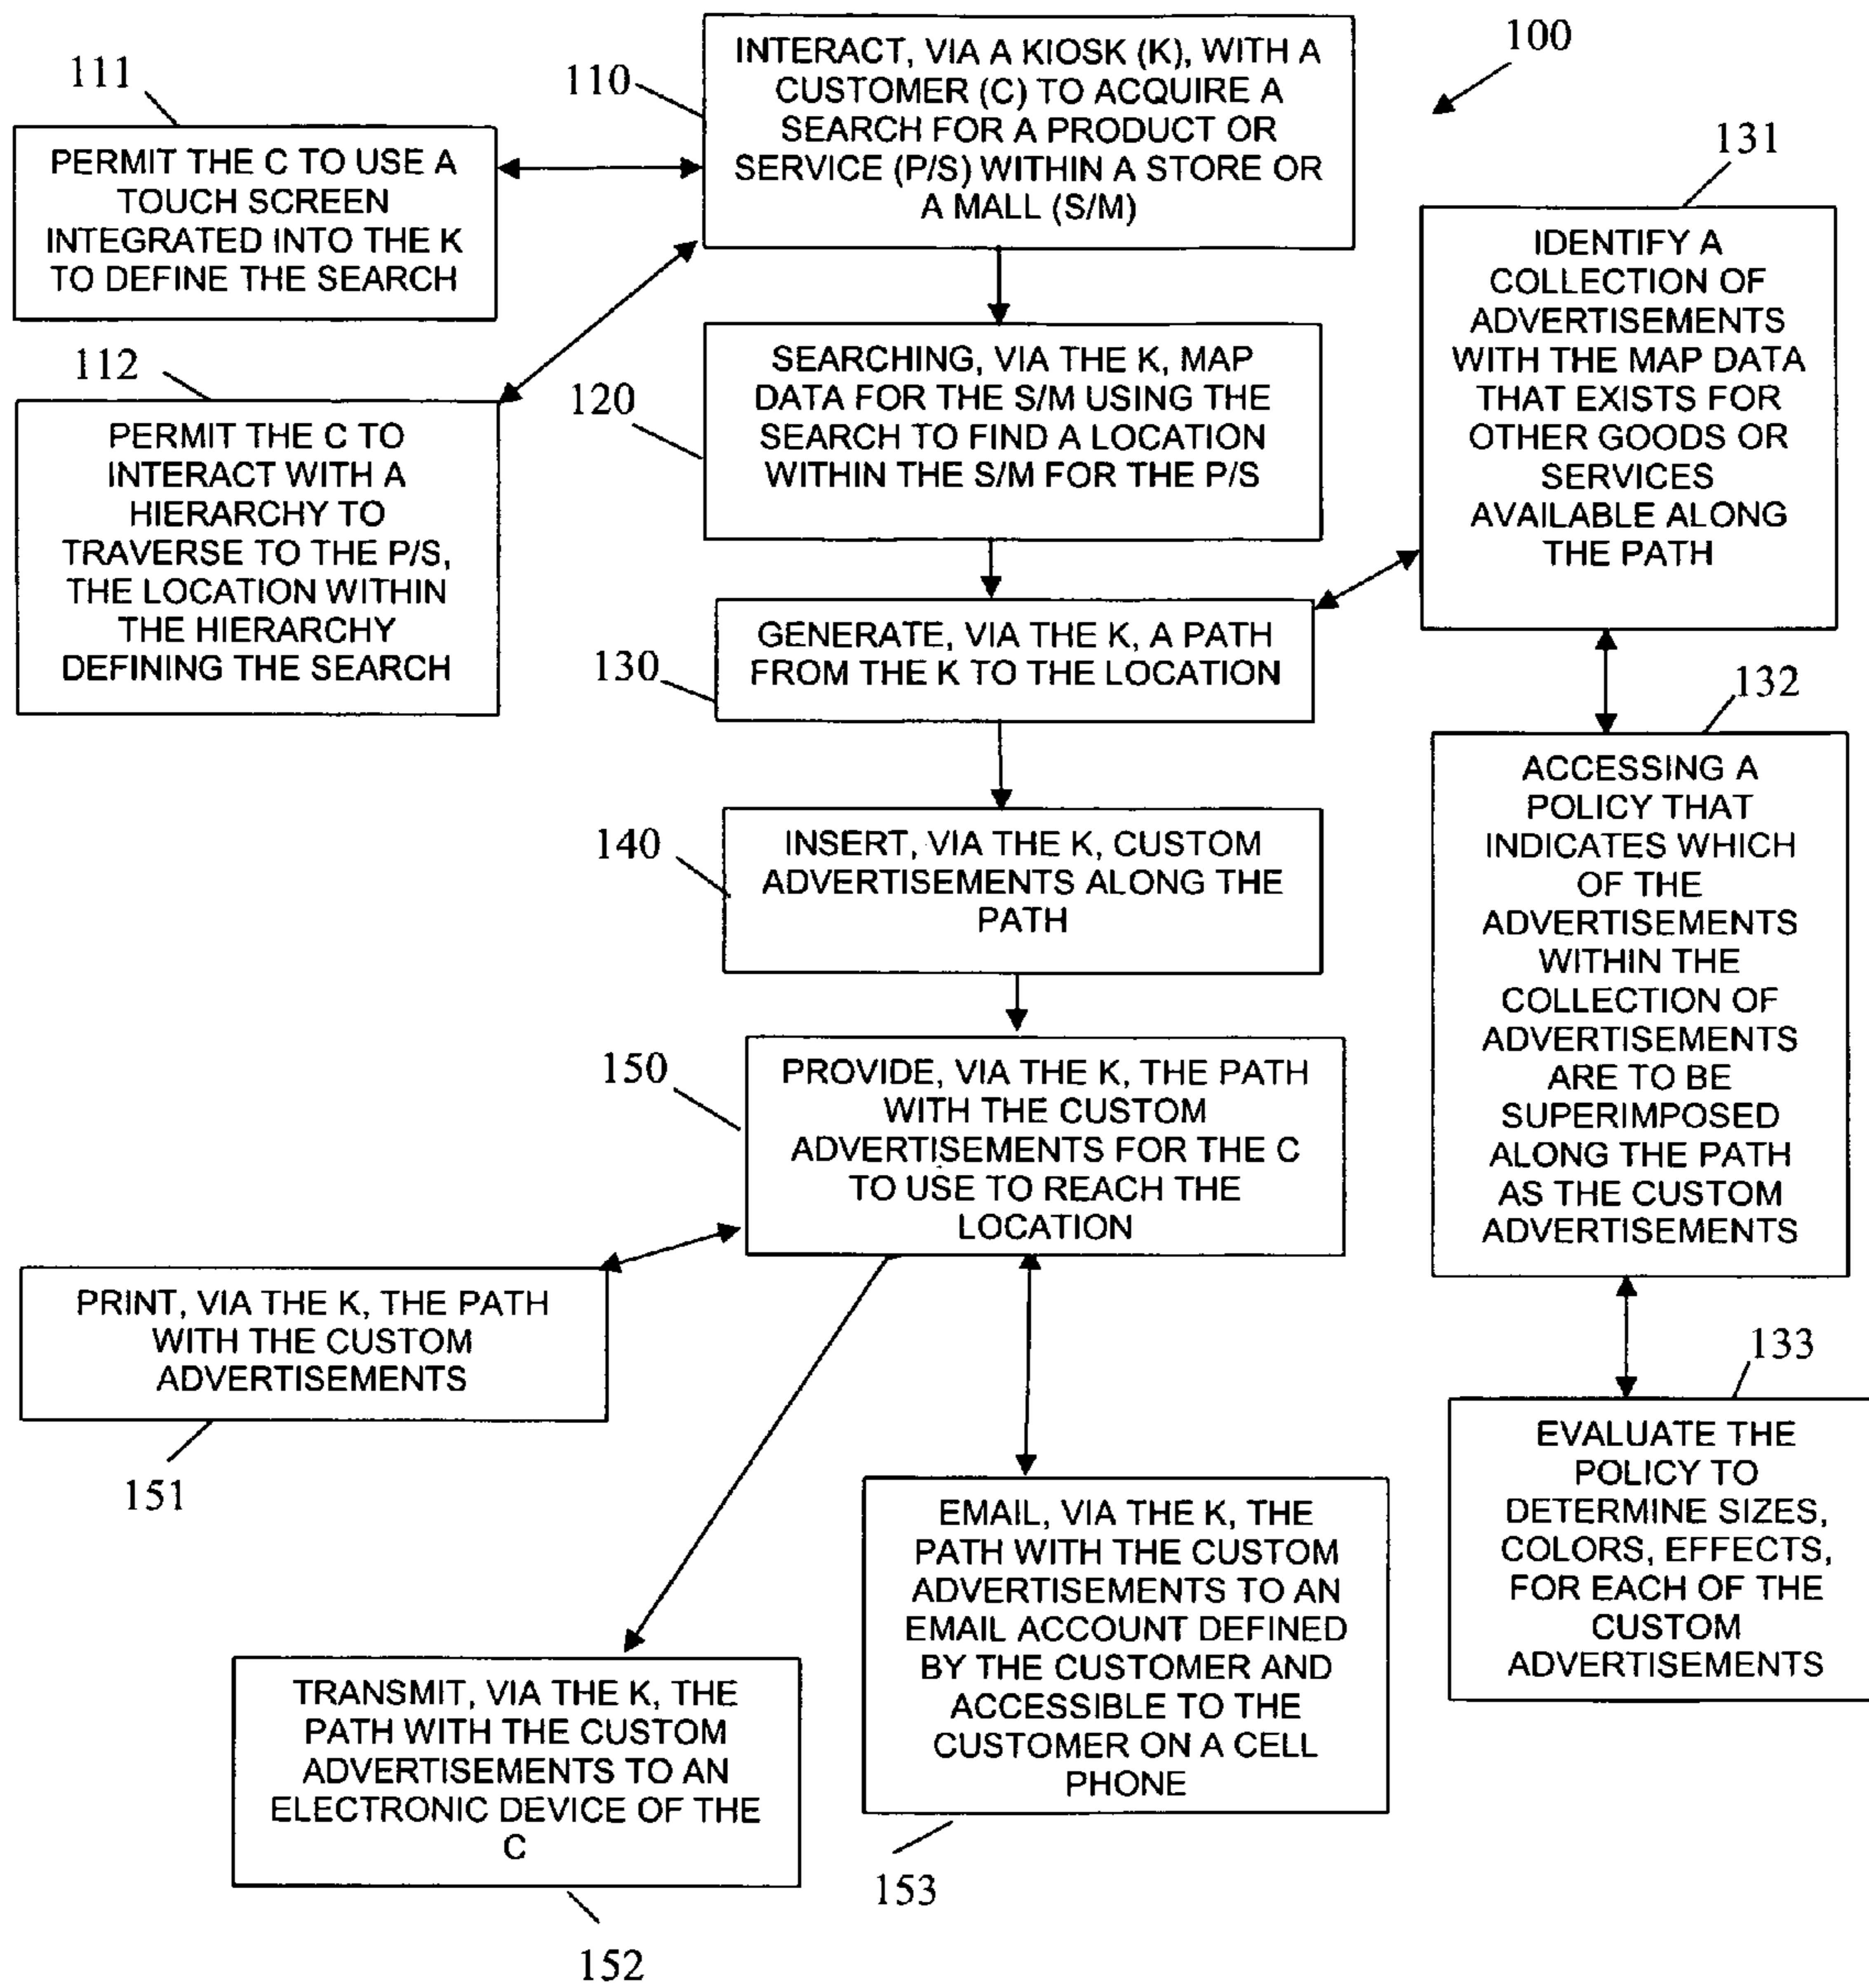 100
110
INTERACT, VIA A KIOSK (K), WITH A
CUSTOMER (C) TO ACQUIRE A
SEARCH FOR A PRODUCT OR
SERVICE (P/S) WITHIN A STORE OR
A MALL (S/M)
111
PERMIT THE C TO USE A
TOUCH SCREEN
INTEGRATED INTO THE K
TO DEFINE THE SEARCH
112
PERMIT THE C TO
INTERACT WITH A
HIERARCHY TO
TRAVERSE TO THE P/S,
THE LOCATION WITHIN
THE HIERARCHY
DEFINING THE SEARCH
120
SEARCHING, VIA THE K, MAP
DATA FOR THE S/M USING THE
SEARCH TO FIND A LOCATION
WITHIN THE S/M FOR THE P/S
130
GENERATE, VIA THE K, A PATH
FROM THE K TO THE LOCATION
131
IDENTIFY A
COLLECTION OF
ADVERTISEMENTS
WITH THE MAP DATA
THAT EXISTS FOR
OTHER GOODS OR
SERVICES
AVAILABLE ALONG
THE PATH
132
ACCESSING A
POLICY THAT
INDICATES WHICH
OF THE
ADVERTISEMENTS
WITHIN THE
COLLECTION OF
ADVERTISEMENTS
ARE TO BE
SUPERIMPOSED
ALONG THE PATH
AS THE CUSTOM
ADVERTISEMENTS
133
EVALUATE THE
POLICY TO
DETERMINE SIZES,
COLORS, EFFECTS,
FOR EACH OF THE
CUSTOM
ADVERTISEMENTS
140
INSERT, VIA THE K, CUSTOM
ADVERTISEMENTS ALONG THE
PATH
150
PROVIDE, VIA THE K, THE PATH
WITH THE CUSTOM
ADVERTISEMENTS FOR THE C
TO USE TO REACH THE
LOCATION
PRINT, VIA THE K, THE PATH
WITH THE CUSTOM
ADVERTISEMENTS
151
TRANSMIT, VIA THE K, THE
PATH WITH THE CUSTOM
ADVERTISEMENTS TO AN
ELECTRONIC DEVICE OF THE
C
152
EMAIL, VIA THE K, THE
PATH WITH THE CUSTOM
ADVERTISEMENTS TO AN
EMAIL ACCOUNT DEFINED
BY THE CUSTOMER AND
ACCESSIBLE TO THE
CUSTOMER ON A CELL
PHONE
153